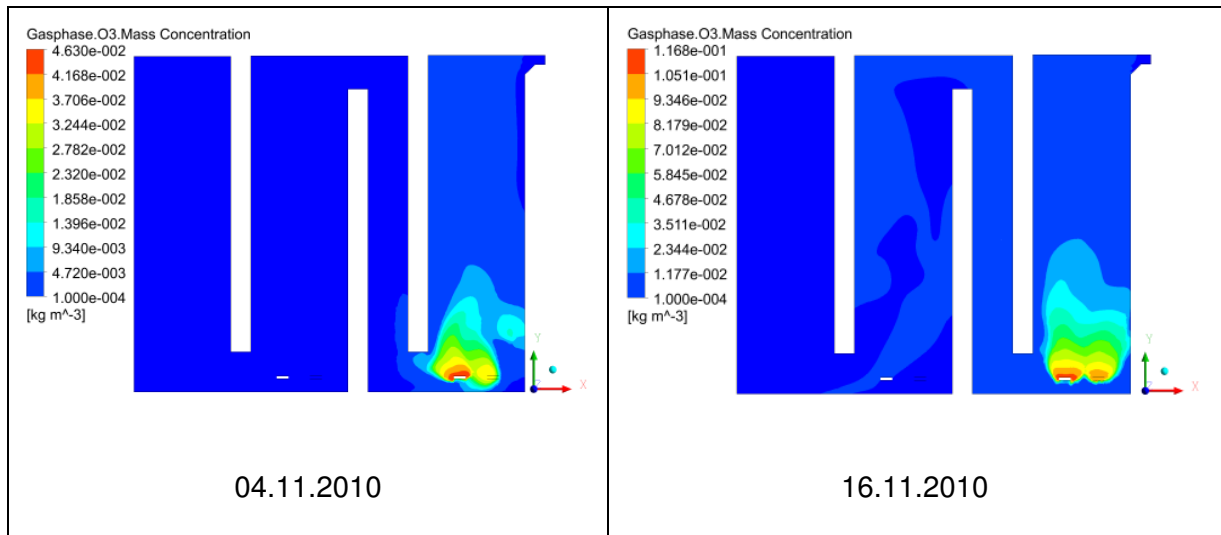 Gasphase.O3.Mass Concentration
4.630e-002
4.168e-002
3.706e-002
3.244e-002
2.782e-002
2.320e-002
1.858e-002
1.396e-002
9.340e-003
4.720e-003
1.000e-004
[kg m^-3]
Y
Z
X
04.11.2010
Gasphase.O3.Mass Concentration
1.168e-001
1.051e-001
9.346e-002
8.179e-002
7.012e-002
5.845e-002
4.678e-002
3.511e-002
2.344e-002
1.177e-002
1.000e-004
[kg m^-3]
Y
Z
X
16.11.2010